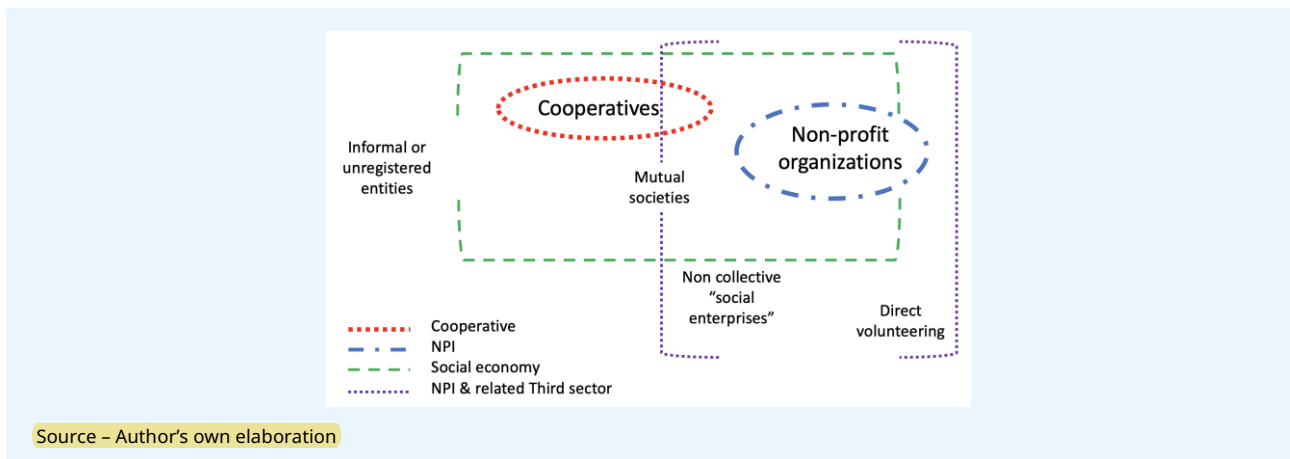 Cooperatives
Non-profit
organizations
Informal or
unregistered
entities
Mutual
societies
Non collective
“social
enterprises”
Direct
volunteering
Cooperative
NPI
Social economy
NPI & related Third sector
Source – Author’s own elaboration